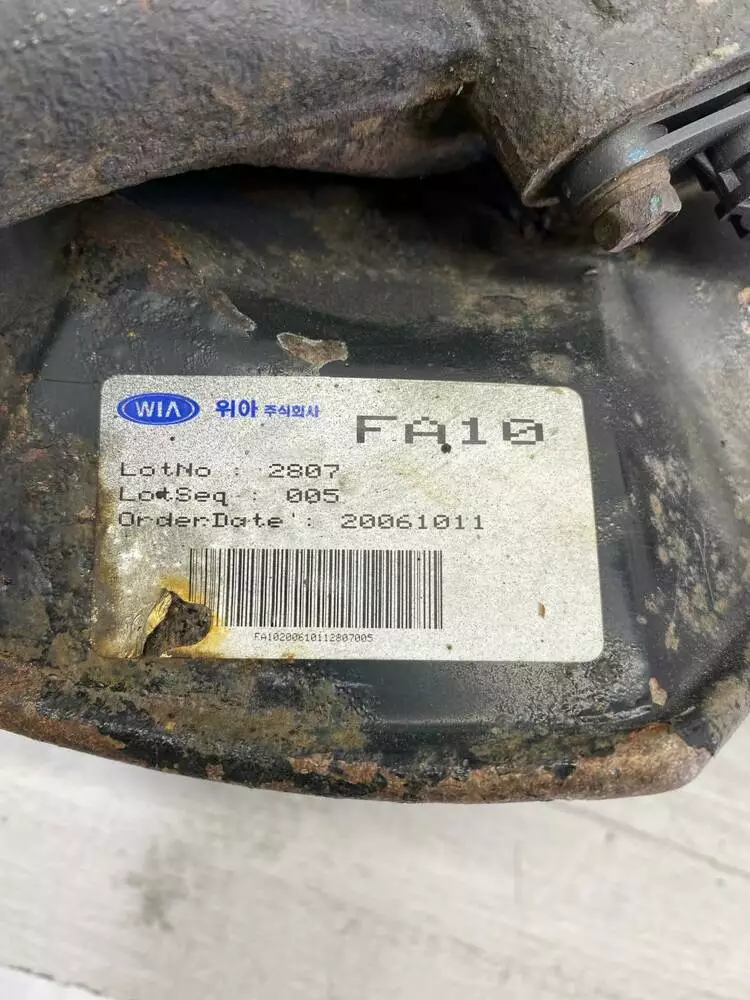 WIA 위아 주식회사 FA10
LotNo : 2807
LotSeq : 005
OrderDate : 20061011
FA10200610112807005